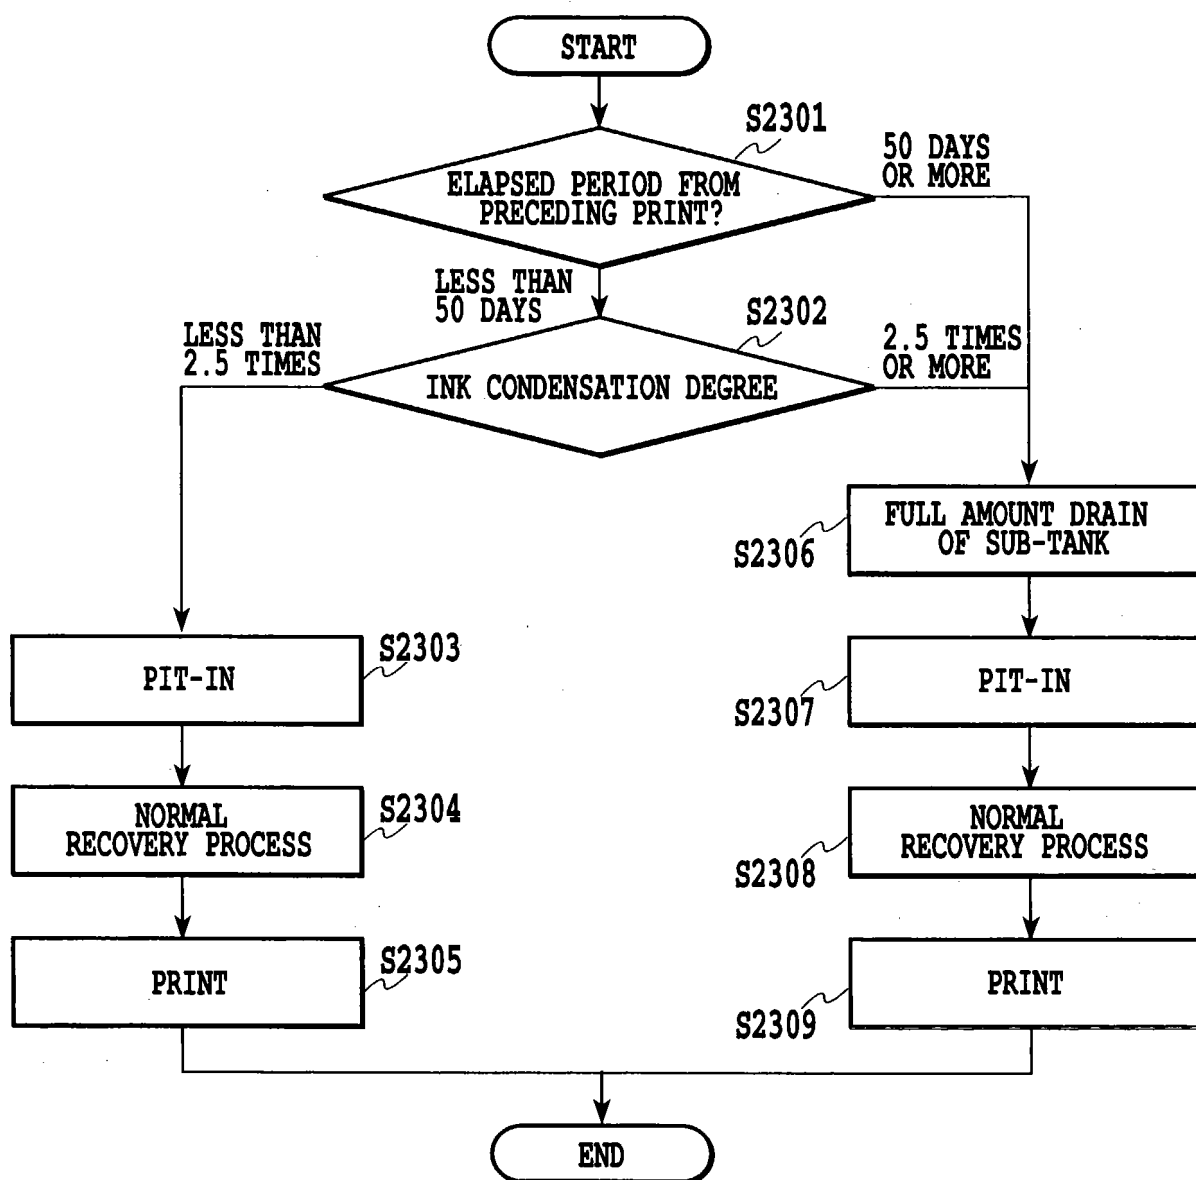 START
S2301
ELAPSED PERIOD FROM
PRECEDING PRINT?
50 DAYS
OR MORE
LESS THAN
50 DAYS
S2302
LESS THAN
2.5 TIMES
INK CONDENSATION DEGREE
2.5 TIMES
OR MORE
FULL AMOUNT DRAIN
OF SUB-TANK
S2306
PIT-IN
S2303
PIT-IN
S2307
NORMAL
RECOVERY PROCESS
S2304
NORMAL
RECOVERY PROCESS
S2308
PRINT
S2305
PRINT
S2309
END